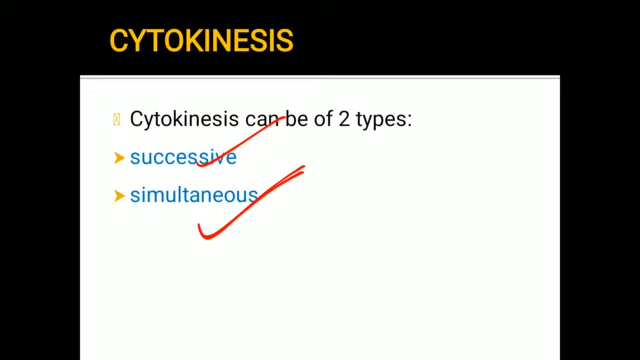 CYTOKINESIS
Cytokinesis can be of 2 types:
successive
simultaneous